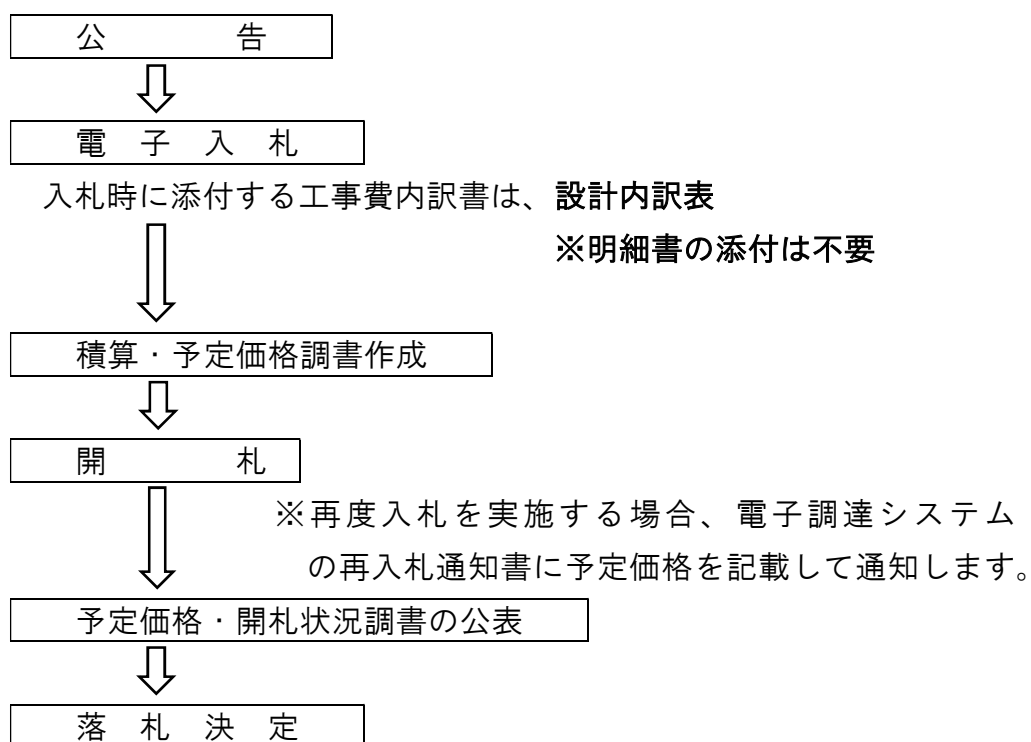 公　　　　告
電　子　入　札
入札時に添付する工事費内訳書は、設計内訳表
※明細書の添付は不要
積算・予定価格調書作成
開　　　　札
※再度入札を実施する場合、電子調達システム
の再入札通知書に予定価格を記載して通知します。
予定価格・開札状況調書の公表
落　札　決　定